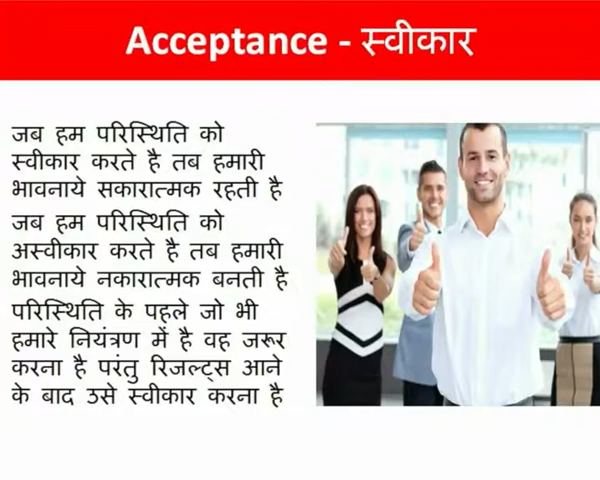 Acceptance - स्वीकार
जब हम परिस्थिति को
स्वीकार करते है तब हमारी
भावनाये सकारात्मक रहती है
जब हम परिस्थिति को
अस्वीकार करते है तब हमारी
भावनाये नकारात्मक बनती है
परिस्थिति के पहले जो भी
हमारे नियंत्रण में है वह जरूर
करना है परंतु रिजल्ट्स आने
के बाद उसे स्वीकार करना है